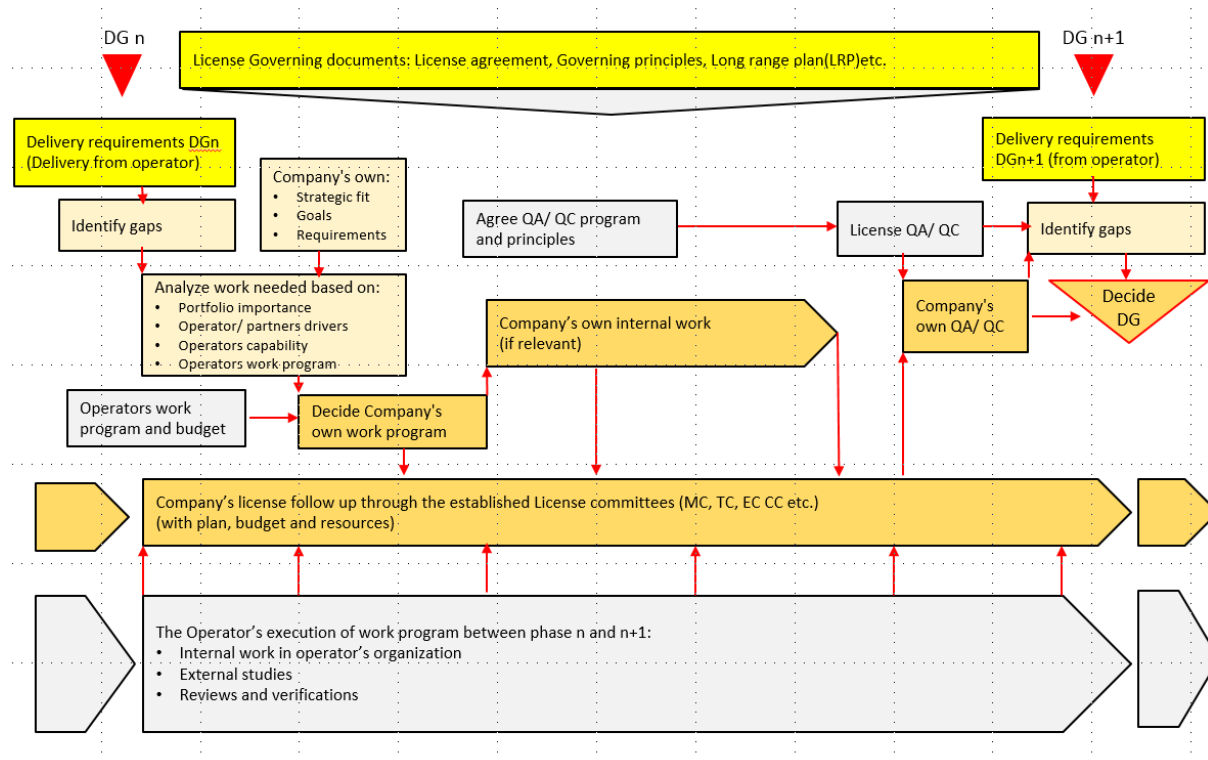 DG n
DG n+1
License Governing documents: License agreement, Governing principles, Long range plan(LRP)etc.
Delivery requirements DGn
(Delivery from operator)
Delivery requirements
DGn+1 (from operator)
Company's own:
• Strategic fit
• Goals
• Requirements
Identify gaps
Agree QA/ QC program
and principles
License QA/ QC
Identify gaps
Analyze work needed based on:
• Portfolio importance
• Operator/ partners drivers
• Operators capability
• Operators work program
Company's
own QA/ QC
Decide
DG
Company's own internal work
(if relevant)
Operators work
program and budget
Decide Company's
own work program
Company's license follow up through the established License committees (MC, TC, EC CC etc.)
(with plan, budget and resources)
The Operator's execution of work program between phase n and n+1:
• Internal work in operator's organization
• External studies
• Reviews and verifications